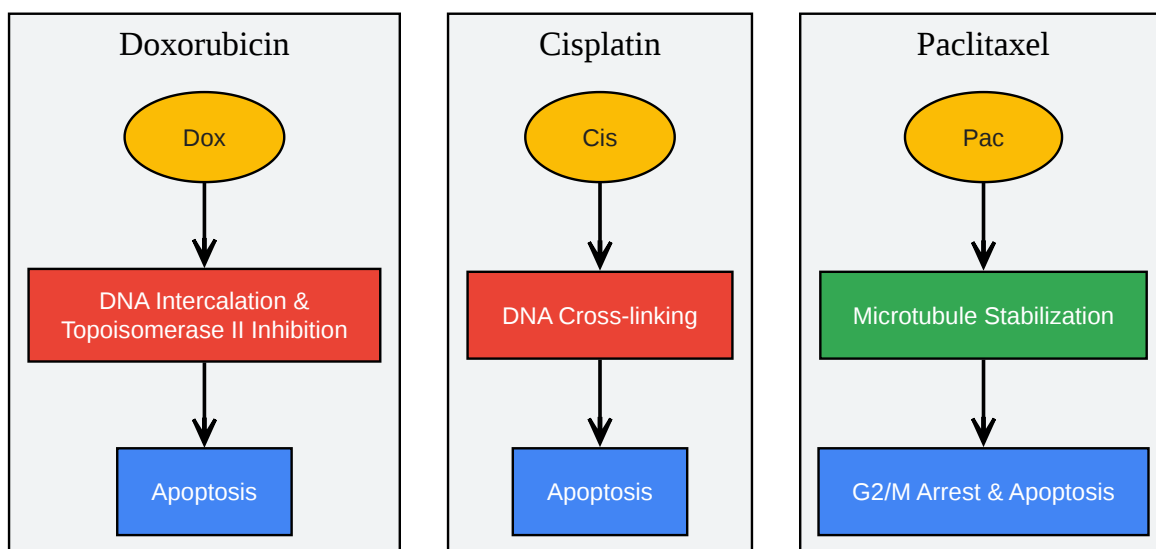 Doxorubicin
Dox
DNA Intercalation &
Topoisomerase II Inhibition
Apoptosis
Cisplatin
Cis
DNA Cross-linking
Apoptosis
Paclitaxel
Pac
Microtubule Stabilization
G2/M Arrest & Apoptosis